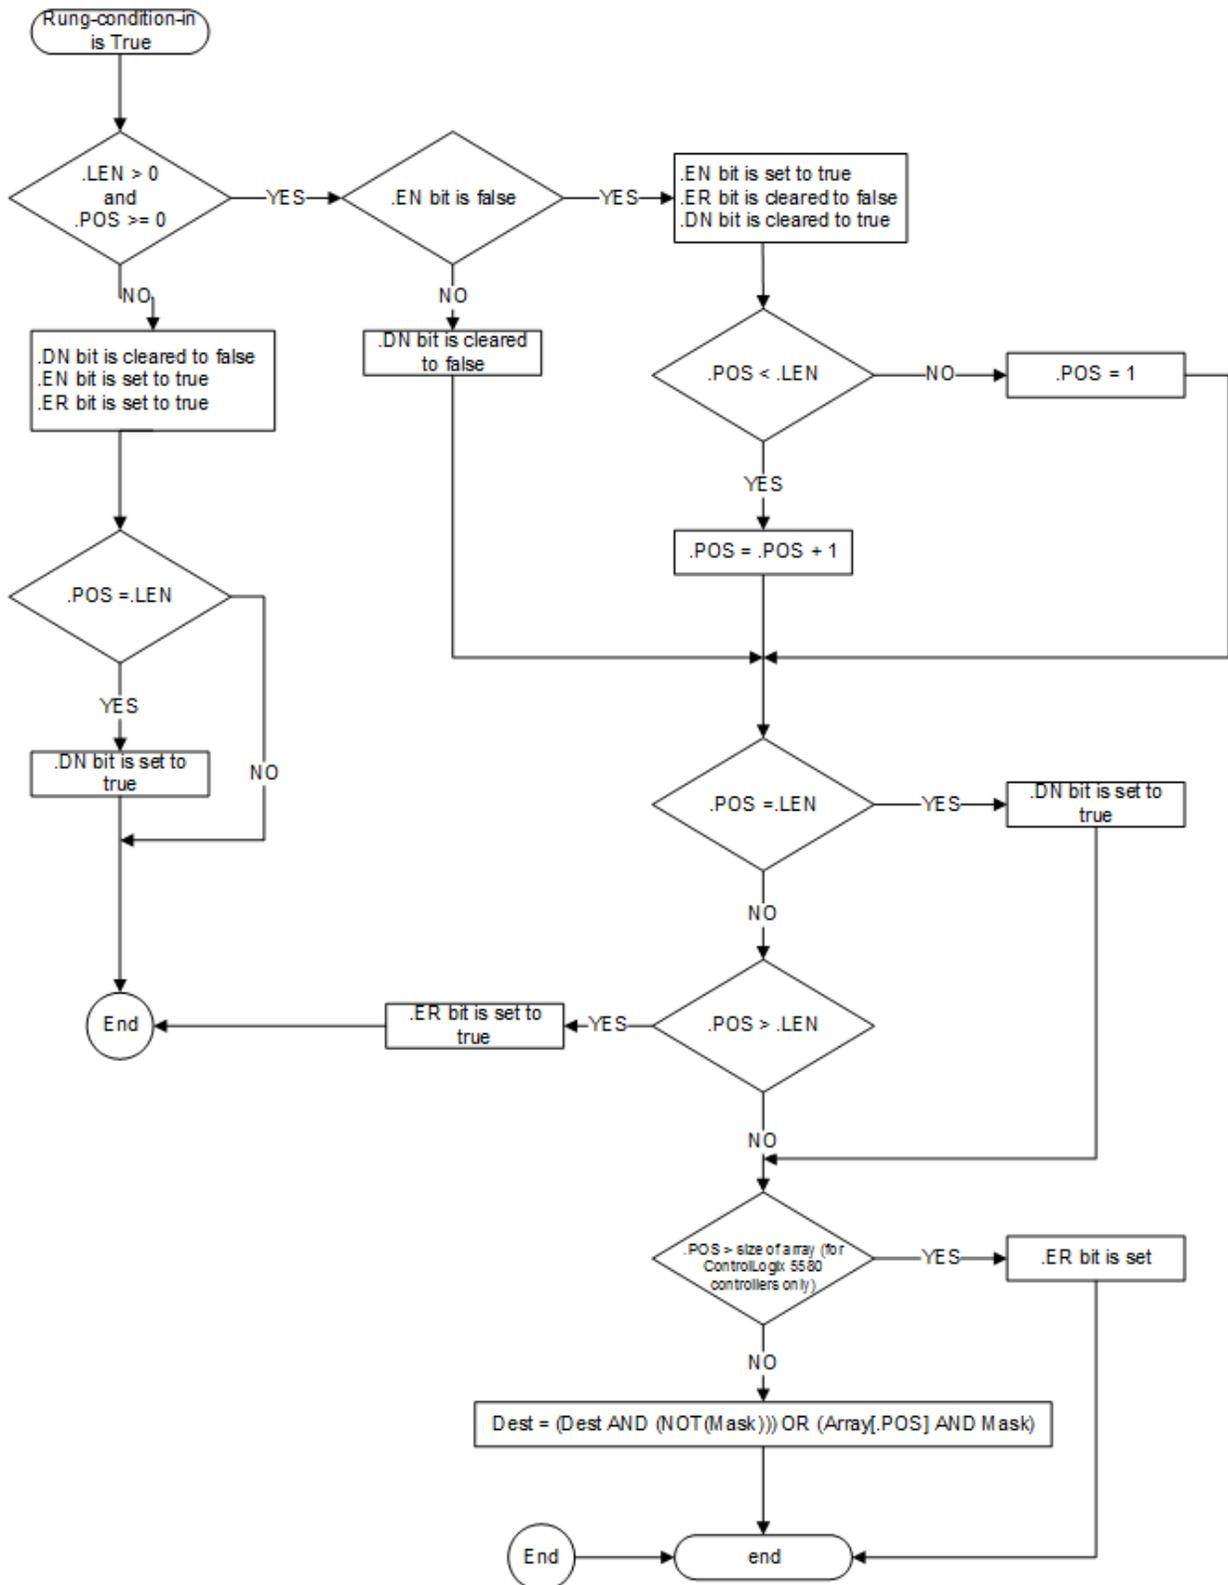 Rung-condition-in
is True
.LEN > 0
and
.POS >= 0
YES
.EN bit is false
YES
.EN bit is set to true
.ER bit is cleared to false
.DN bit is cleared to true
NO
NO
.DN bit is cleared to false
.EN bit is set to true
.ER bit is set to true
.DN bit is cleared
to false
.POS < .LEN
NO
.POS = 1
YES
.POS = .POS + 1
.POS =.LEN
YES
NO
.DN bit is set to
true
.POS =.LEN
YES
.DN bit is set to
true
NO
.POS > .LEN
YES
.ER bit is set to
true
End
NO
.POS > size of array (for
ControlLogix 5580
controllers only)
YES
.ER bit is set
NO
Dest = (Dest AND (NOT(Mask))) OR (Array[.POS] AND Mask)
End
end